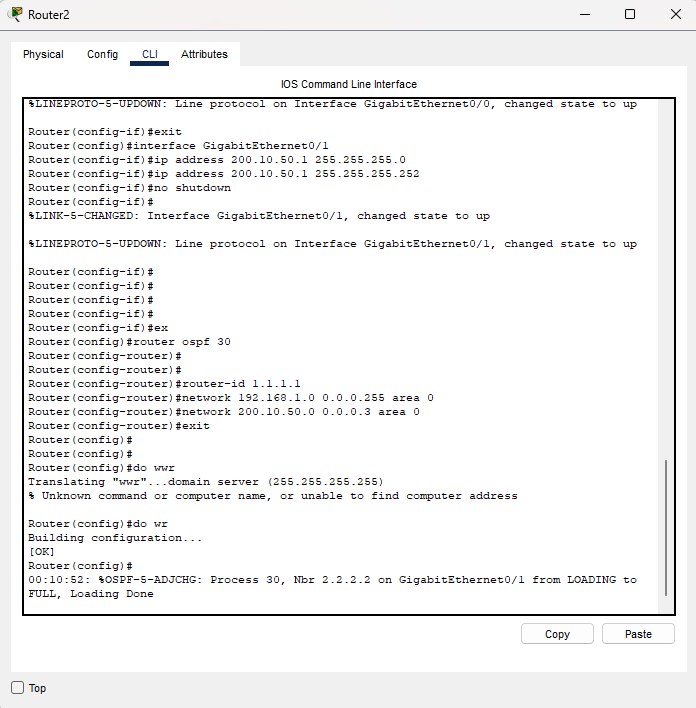 Router2
Physical Config CLI Attributes
IOS Command Line Interface
%LINEPROTO-5-UPDOWN: Line protocol on Interface GigabitEthernet0/0, changed state to up
Router(config-if)#exit
Router(config)#interface GigabitEthernet0/1
Router(config-if)#ip address 200.10.50.1 255.255.255.0
Router(config-if)#ip address 200.10.50.1 255.255.255.252
Router(config-if)#no shutdown
Router(config-if)#
%LINK-5-CHANGED: Interface GigabitEthernet0/1, changed state to up
%LINEPROTO-5-UPDOWN: Line protocol on Interface GigabitEthernet0/1, changed state to up
Router(config-if)#
Router(config-if)#
Router(config-if)#
Router(config-if)#
Router(config-if)#ex
Router(config)#router ospf 30
Router(config-router)#
Router(config-router)#
Router(config-router)#router-id 1.1.1.1
Router(config-router)#network 192.168.1.0 0.0.0.255 area 0
Router(config-router)#network 200.10.50.0 0.0.0.3 area 0
Router(config-router)#exit
Router(config)#
Router(config)#
Router(config)#do wwr
Translating "wwr"...domain server (255.255.255.255)
% Unknown command or computer name, or unable to find computer address
Router(config)#do wr
Building configuration...
[OK]
Router(config)#
00:10:52: %OSPF-5-ADJCHG: Process 30, Nbr 2.2.2.2 on GigabitEthernet0/1 from LOADING to
FULL, Loading Done
Copy Paste
Top